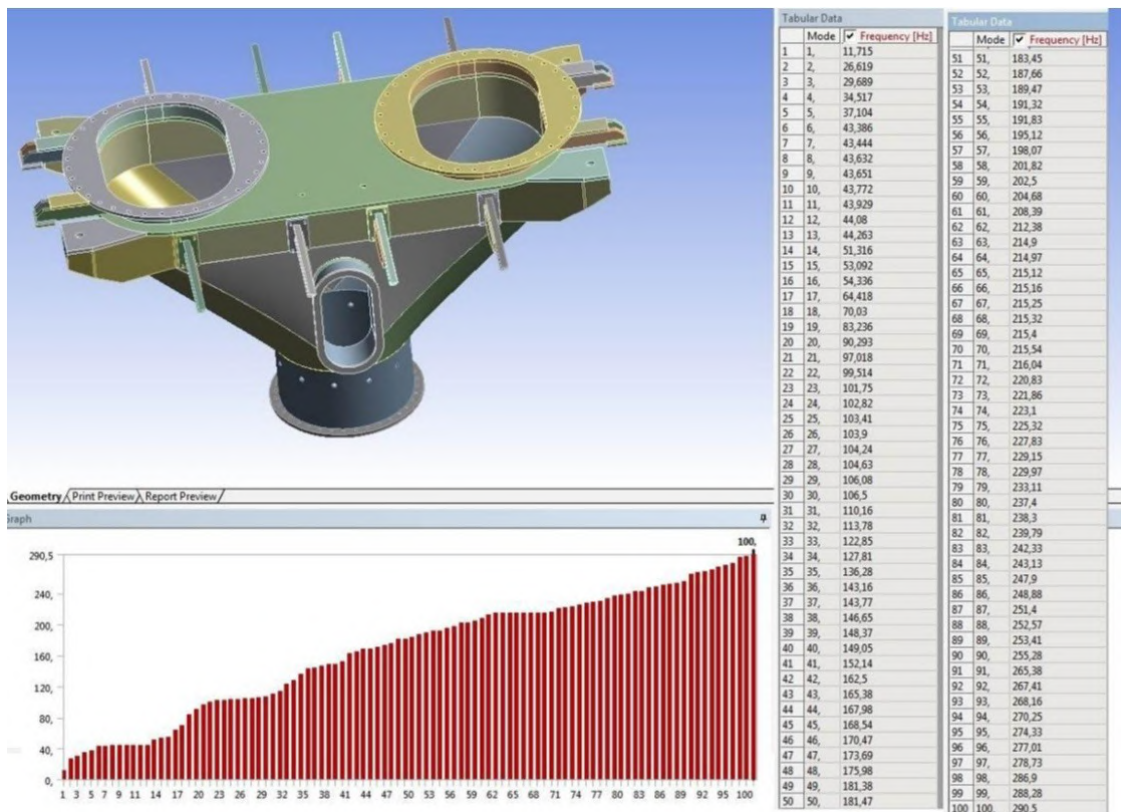 Tabular Data
Mode Frequency [Hz]
1 1, 11,715
2 2, 26,619
3 3, 29,689
4 4, 34,517
5 5, 37,104
6 6, 43,386
7 7, 43,444
8 8, 43,632
9 9, 43,651
10 10, 43,772
11 11, 43,929
12 12, 44,08
13 13, 44,263
14 14, 51,316
15 15, 53,092
16 16, 54,336
17 17, 64,418
18 18, 70,03
19 19, 83,236
20 20, 90,293
21 21, 97,018
22 22, 99,514
23 23, 101,75
24 24, 102,82
25 25, 103,41
26 26, 103,9
27 27, 104,24
28 28, 104,63
29 29, 106,08
30 30, 106,5
31 31, 110,16
32 32, 113,78
33 33, 122,85
34 34, 127,81
35 35, 136,28
36 36, 143,16
37 37, 143,77
38 38, 146,65
39 39, 148,37
40 40, 149,05
41 41, 152,14
42 42, 162,5
43 43, 165,38
44 44, 167,98
45 45, 168,54
46 46, 170,47
47 47, 173,69
48 48, 175,98
49 49, 181,38
50 50, 181,47
Tabular Data
Mode Frequency [Hz]
51 51, 183,45
52 52, 187,66
53 53, 189,47
54 54, 191,32
55 55, 191,83
56 56, 195,12
57 57, 198,07
58 58, 201,82
59 59, 202,5
60 60, 204,68
61 61, 208,39
62 62, 212,38
63 63, 214,9
64 64, 214,97
65 65, 215,12
66 66, 215,16
67 67, 215,25
68 68, 215,32
69 69, 215,4
70 70, 215,54
71 71, 216,04
72 72, 220,83
73 73, 221,86
74 74, 223,1
75 75, 225,32
76 76, 227,83
77 77, 229,15
78 78, 229,97
79 79, 233,11
80 80, 237,4
81 81, 238,3
82 82, 239,79
83 83, 242,33
84 84, 243,13
85 85, 247,9
86 86, 248,88
87 87, 251,4
88 88, 252,57
89 89, 253,41
90 90, 255,28
91 91, 265,38
92 92, 267,41
93 93, 268,16
94 94, 270,25
95 95, 274,33
96 96, 277,01
97 97, 278,73
98 98, 286,9
99 99, 288,28
100 100, 290,5
Geometry Print Preview Report Preview
Graph
100,
290,5
240,
200,
160,
120,
80,
40,
0,
1 3 5 7 9 11 14 17 20 23 26 29 32 35 38 41 44 47 50 53 56 59 62 65 68 71 74 77 80 83 86 89 92 95 100